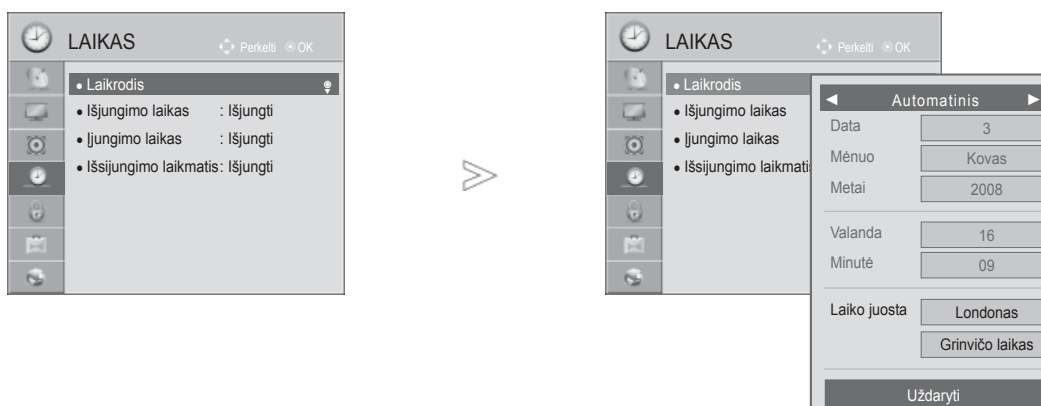 LAIKAS
Perkelti OK
• Laikrodis
• Išjungimo laikas : Išjungti
• Įjungimo laikas : Išjungti
• Išsijungimo laikmatis: Išjungti
LAIKAS
Perkelti OK
• Laikrodis
• Išjungimo laikas
• Įjungimo laikas
• Išsijungimo laikmatis
◄ Automatinis ►
Data 3
Mėnuo Kovas
Metai 2008
Valanda 16
Minutė 09
Laiko juosta Londonas
Grinvičo laikas
Uždaryti